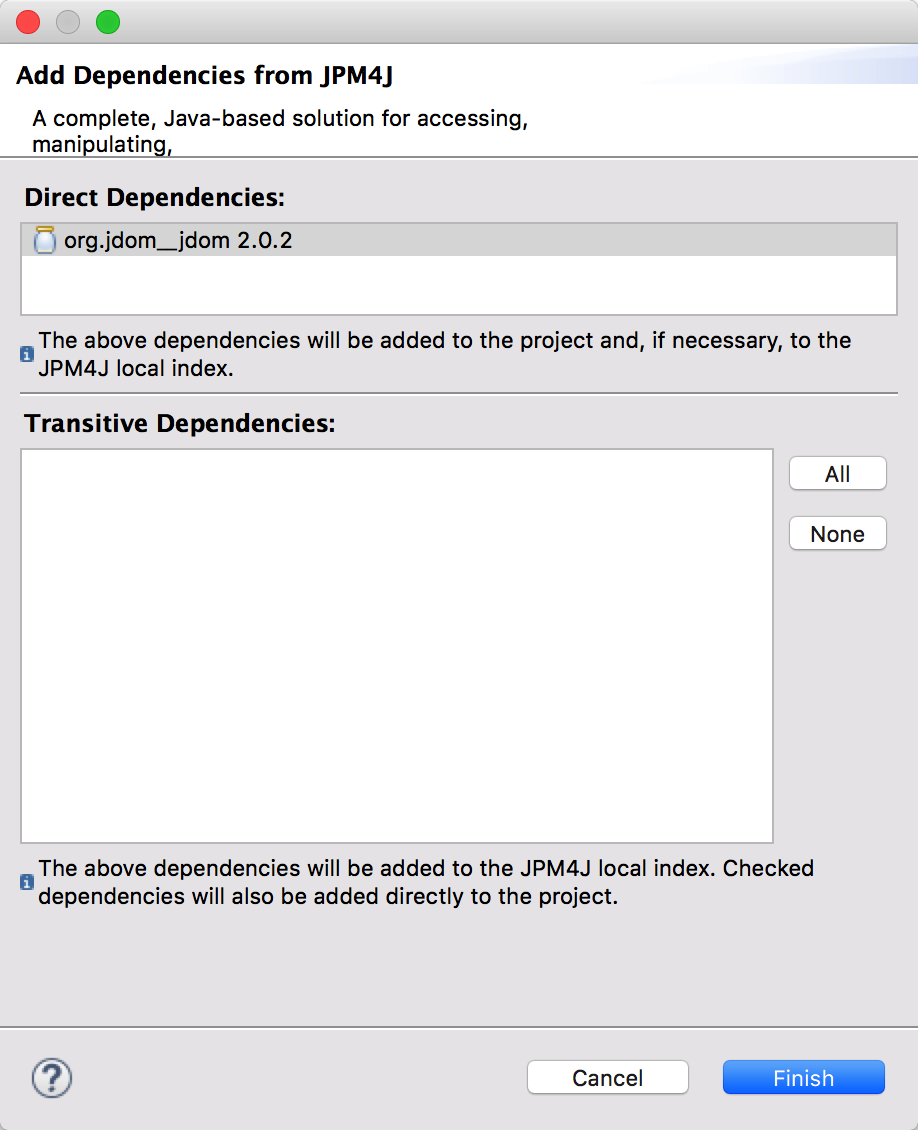 Add Dependencies from JPM4J
A complete, Java-based solution for accessing,
manipulating,
Direct Dependencies:
org.jdom__jdom 2.0.2
The above dependencies will be added to the project and, if necessary, to the
JPM4J local index.
Transitive Dependencies:
All
None
The above dependencies will be added to the JPM4J local index. Checked
dependencies will also be added directly to the project.
?
Cancel
Finish